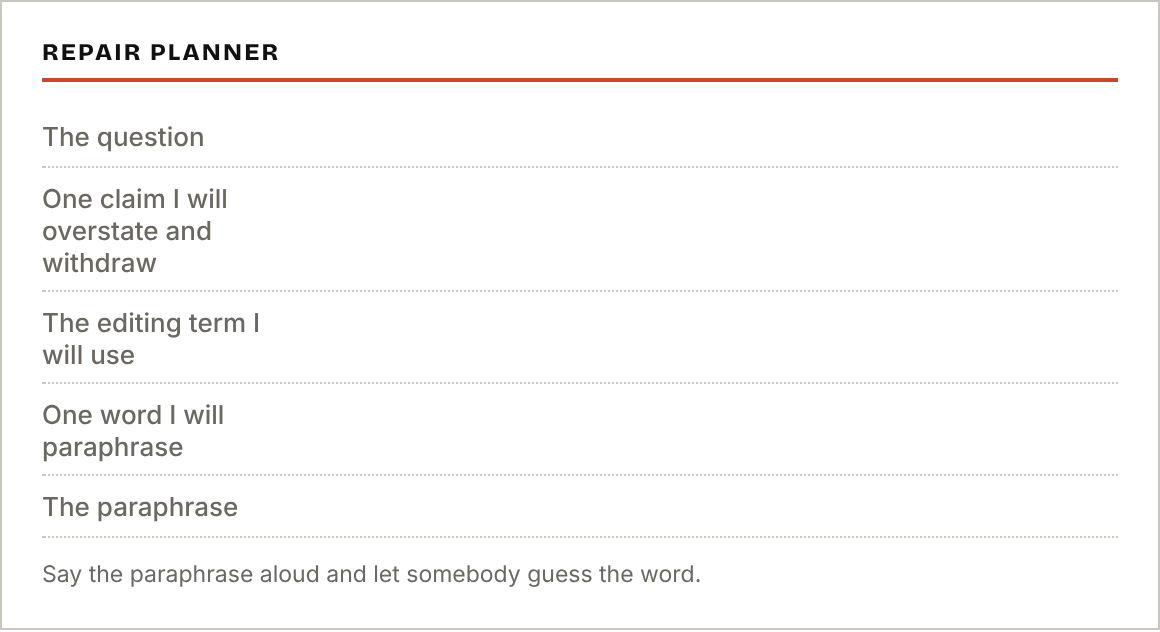 REPAIR PLANNER
The question
One claim I will
overstate and
withdraw
The editing term I
will use
One word I will
paraphrase
The paraphrase
Say the paraphrase aloud and let somebody guess the word.